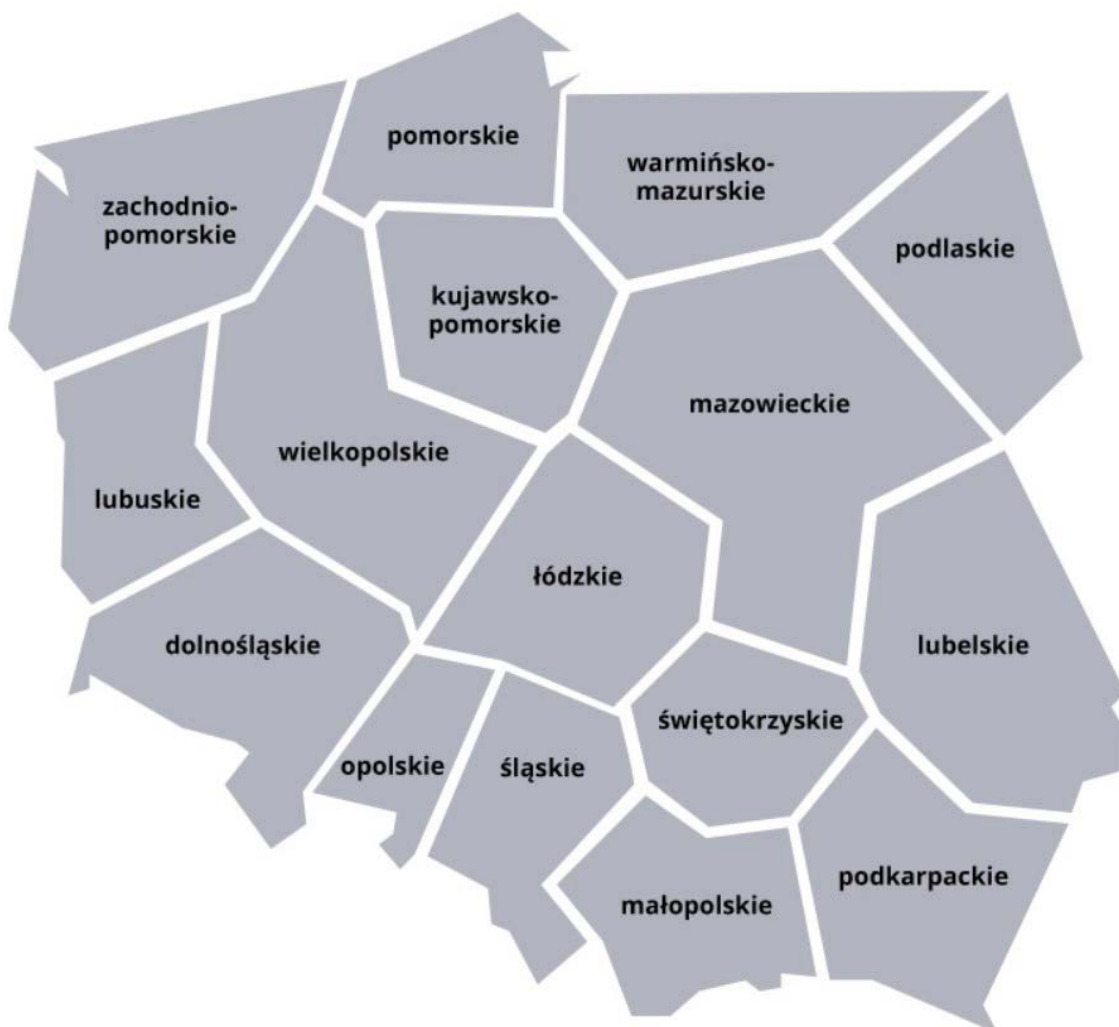 pomorskie
warmińsko-
mazurskie
zachodnio-
pomorskie
podlaskie
kujawsko-
pomorskie
mazowieckie
wielkopolskie
lubuskie
łódzkie
dolnośląskie
lubelskie
świętokrzyskie
opolskie
śląskie
podkarpackie
małopolskie